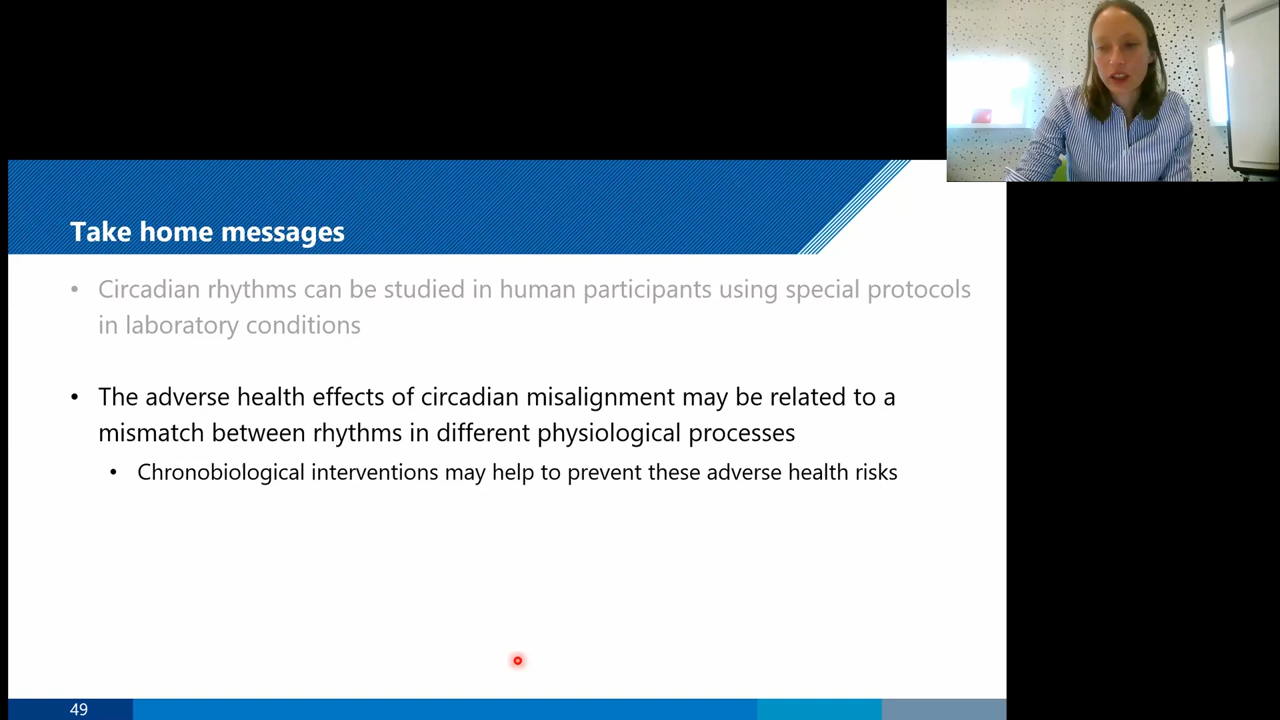 Take home messages
• Circadian rhythms can be studied in human participants using special protocols
in laboratory conditions
• The adverse health effects of circadian misalignment may be related to a
mismatch between rhythms in different physiological processes
• Chronobiological interventions may help to prevent these adverse health risks
49